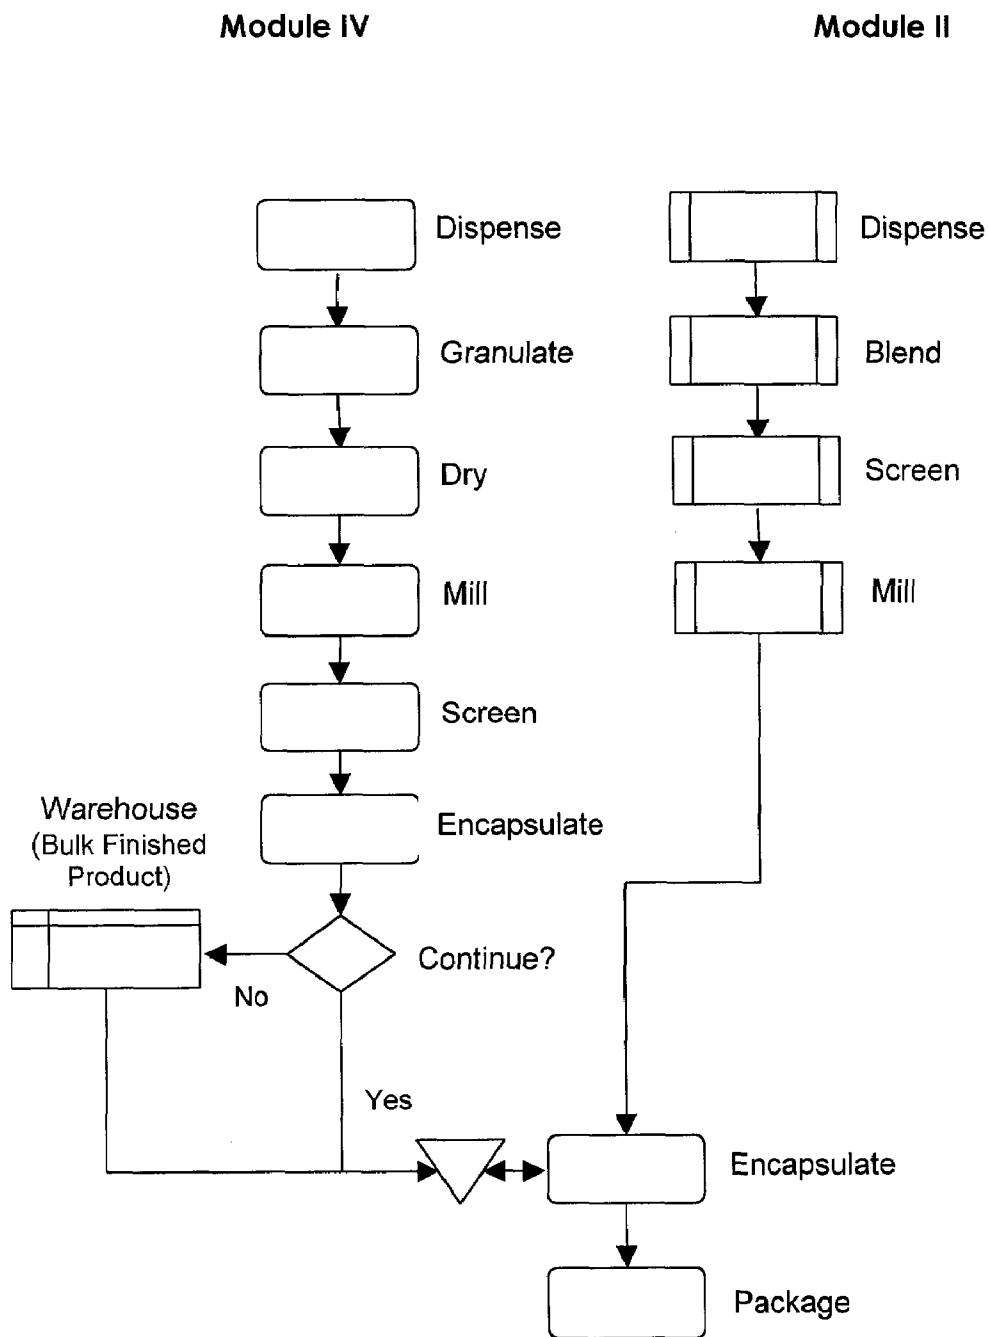 Module IV
Module II
Dispense
Dispense
Granulate
Blend
Dry
Screen
Mill
Mill
Screen
Warehouse
(Bulk Finished
Product)
Encapsulate
Continue?
No
Yes
Encapsulate
Package